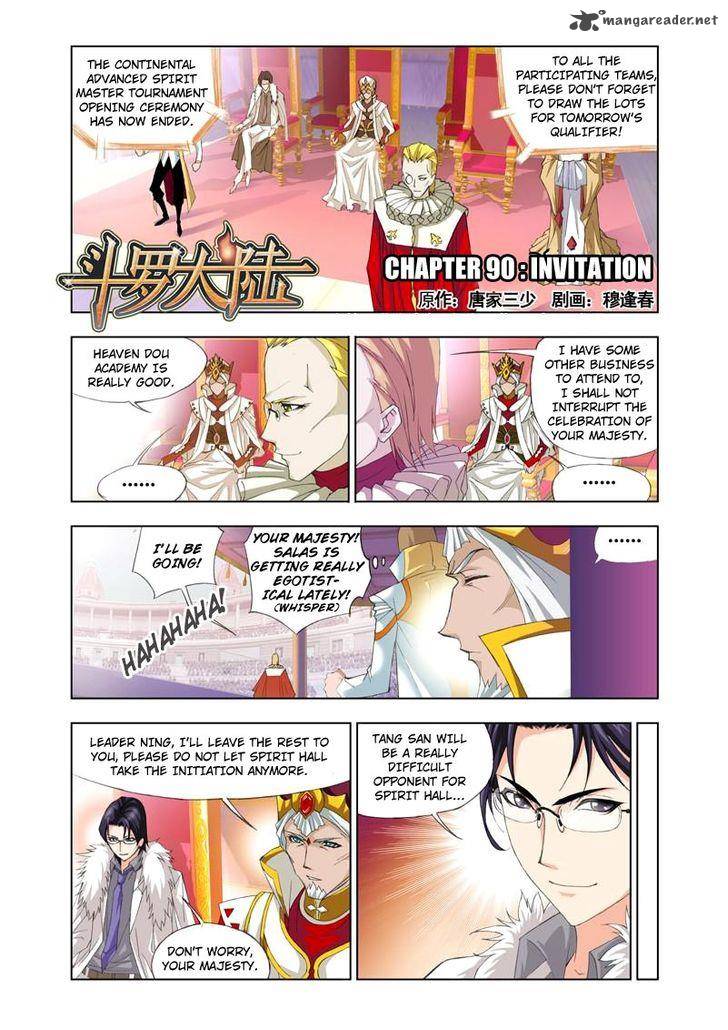 mangareader.net
THE CONTINENTAL
ADVANCED SPIRIT
MASTER TOURNAMENT
OPENING CEREMONY
HAS NOW ENDED.
TO ALL THE
PARTICIPATING TEAMS,
PLEASE DON'T FORGET
TO DRAW THE LOTS
FOR TOMORROW'S
QUALIFIER!
斗罗大陆
CHAPTER 90 : INVITATION
原作：唐家三少 剧画：穆逢春
HEAVEN DOU
ACADEMY IS
REALLY GOOD.
......
I HAVE SOME
OTHER BUSINESS
TO ATTEND TO,
I SHALL NOT
INTERRUPT THE
CELEBRATION OF
YOUR MAJESTY.
......
I'LL BE
GOING!
HAHAHAHA!
YOUR MAJESTY!
SALAS IS
GETTING REALLY
EGOTIST-
ICAL LATELY!
(WHISPER)
......
LEADER NING, I'LL LEAVE THE REST TO
YOU, PLEASE DO NOT LET SPIRIT HALL
TAKE THE INITIATION ANYMORE.
DON'T WORRY,
YOUR MAJESTY.
TANG SAN WILL
BE A REALLY
DIFFICULT
OPPONENT FOR
SPIRIT HALL...